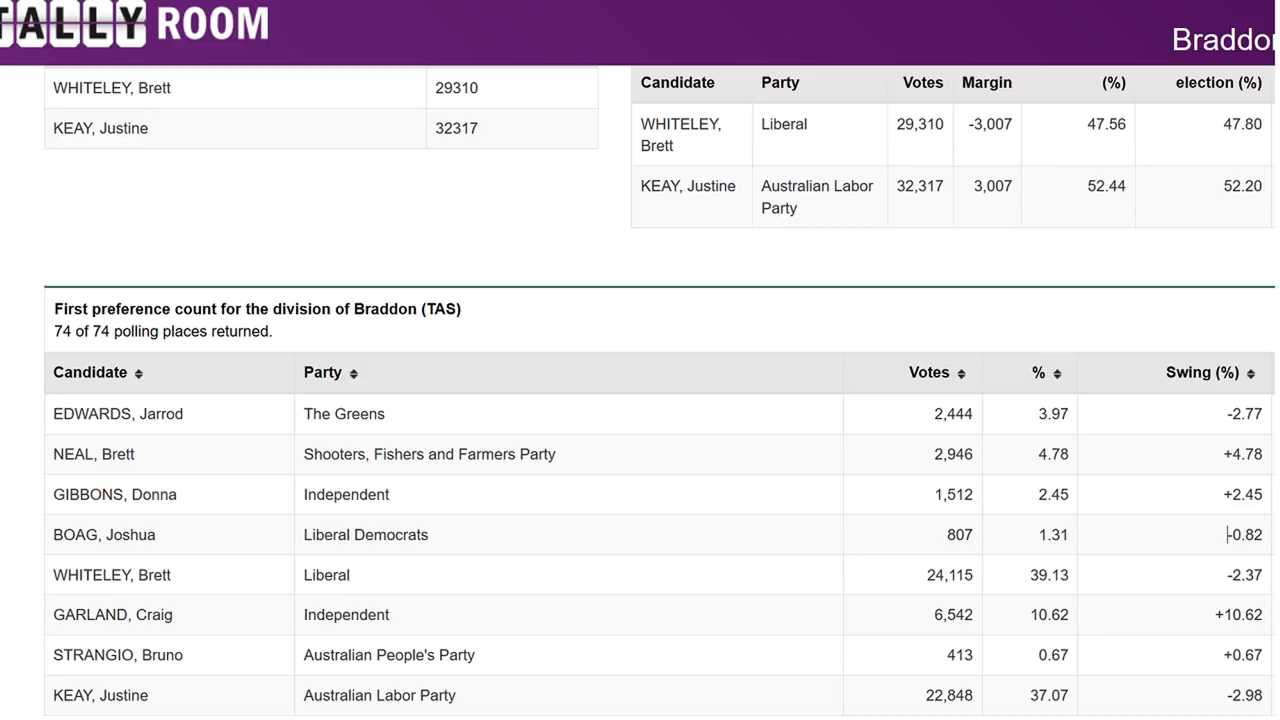 TALLY ROOM
Braddon
WHITELEY, Brett 29310
KEAY, Justine 32317
Candidate Party Votes Margin (%) election (%)
WHITELEY, Brett Liberal 29,310 -3,007 47.56 47.80
KEAY, Justine Australian Labor Party 32,317 3,007 52.44 52.20
First preference count for the division of Braddon (TAS)
74 of 74 polling places returned.
Candidate Party Votes % Swing (%)
EDWARDS, Jarrod The Greens 2,444 3.97 -2.77
NEAL, Brett Shooters, Fishers and Farmers Party 2,946 4.78 +4.78
GIBBONS, Donna Independent 1,512 2.45 +2.45
BOAG, Joshua Liberal Democrats 807 1.31 -0.82
WHITELEY, Brett Liberal 24,115 39.13 -2.37
GARLAND, Craig Independent 6,542 10.62 +10.62
STRANGIO, Bruno Australian People's Party 413 0.67 +0.67
KEAY, Justine Australian Labor Party 22,848 37.07 -2.98